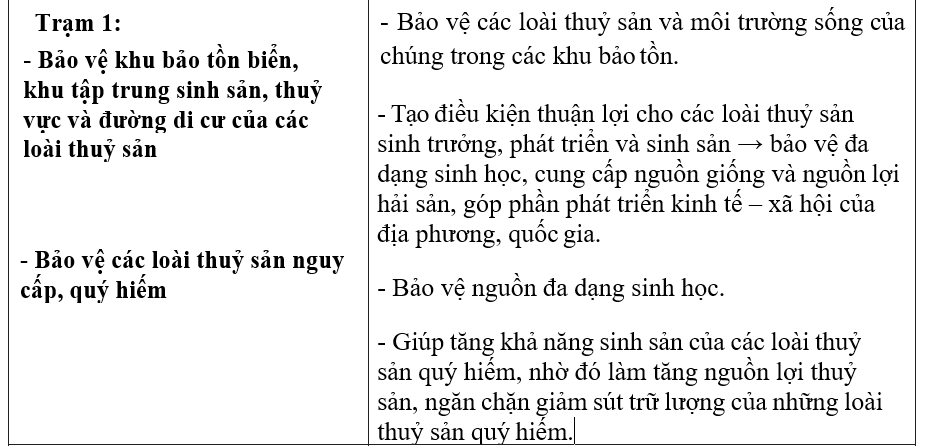 Trạm 1:
- Bảo vệ khu bảo tồn biển,
khu tập trung sinh sản, thuỷ
vực và đường di cư của các
loài thuỷ sản
- Bảo vệ các loài thuỷ sản nguy
cấp, quý hiếm
- Bảo vệ các loài thuỷ sản và môi trường sống của
chúng trong các khu bảo tồn.
- Tạo điều kiện thuận lợi cho các loài thuỷ sản
sinh trưởng, phát triển và sinh sản → bảo vệ đa
dạng sinh học, cung cấp nguồn giống và nguồn lợi
hải sản, góp phần phát triển kinh tế – xã hội của
địa phương, quốc gia.
- Bảo vệ nguồn đa dạng sinh học.
- Giúp tăng khả năng sinh sản của các loài thuỷ
sản quý hiếm, nhờ đó làm tăng nguồn lợi thuỷ
sản, ngăn chặn giảm sút trữ lượng của những loài
thuỷ sản quý hiếm.